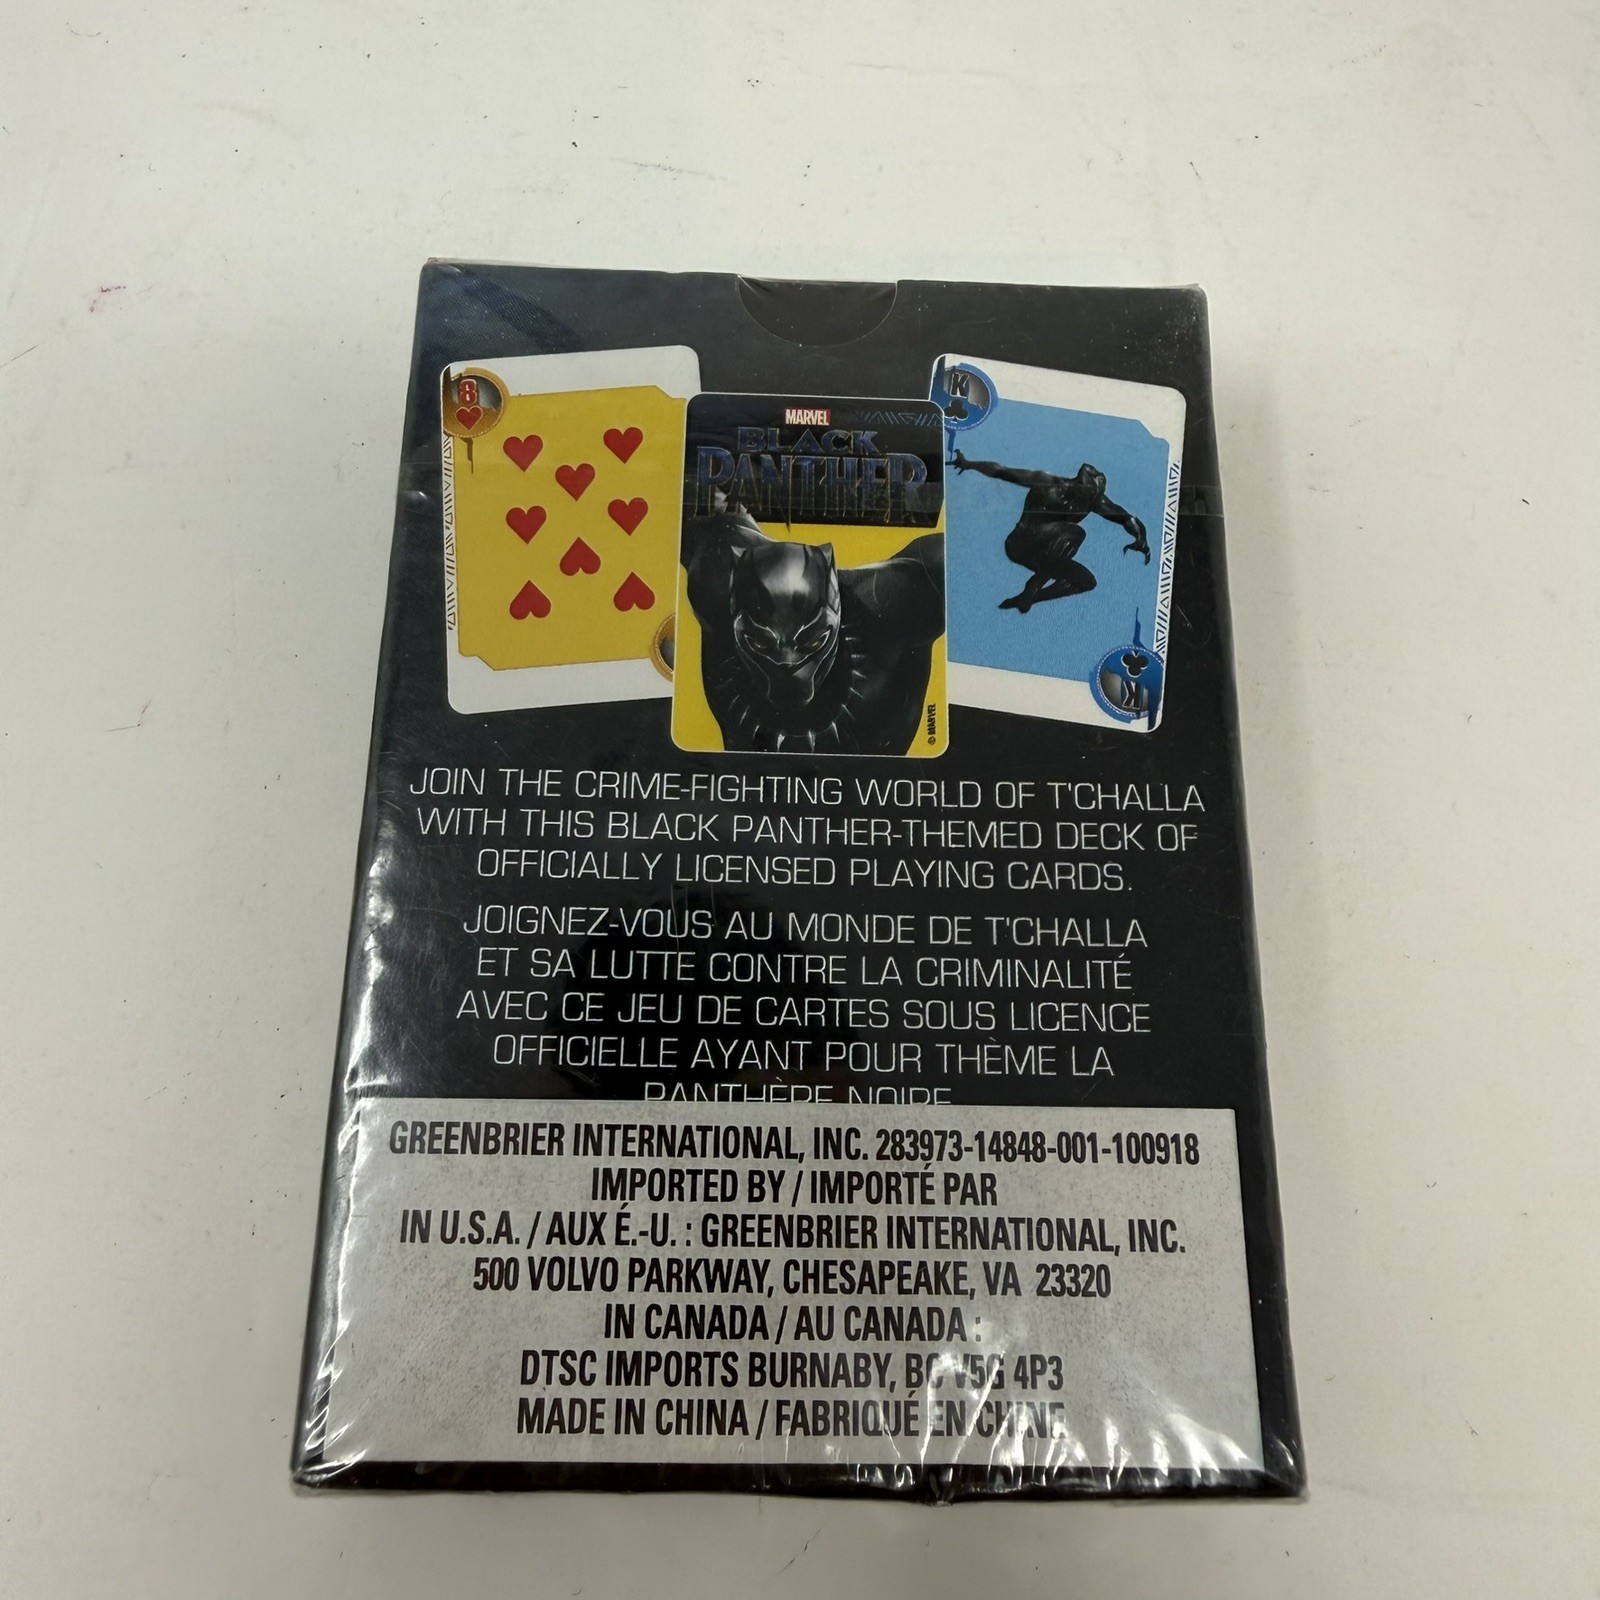 8
K
MARVEL
BLACK
PANTHER
© MARVEL
K
JOIN THE CRIME-FIGHTING WORLD OF T'CHALLA
WITH THIS BLACK PANTHER-THEMED DECK OF
OFFICIALLY LICENSED PLAYING CARDS.
JOIGNEZ-VOUS AU MONDE DE T'CHALLA
ET SA LUTTE CONTRE LA CRIMINALITÉ
AVEC CE JEU DE CARTES SOUS LICENCE
OFFICIELLE AYANT POUR THÈME LA
PANTHÈRE NOIRE
GREENBRIER INTERNATIONAL, INC. 283973-14848-001-100918
IMPORTED BY / IMPORTÉ PAR
IN U.S.A. / AUX É.-U. : GREENBRIER INTERNATIONAL, INC.
500 VOLVO PARKWAY, CHESAPEAKE, VA 23320
IN CANADA / AU CANADA :
DTSC IMPORTS BURNABY, BC V5G 4P3
MADE IN CHINA / FABRIQUÉ EN CHINE